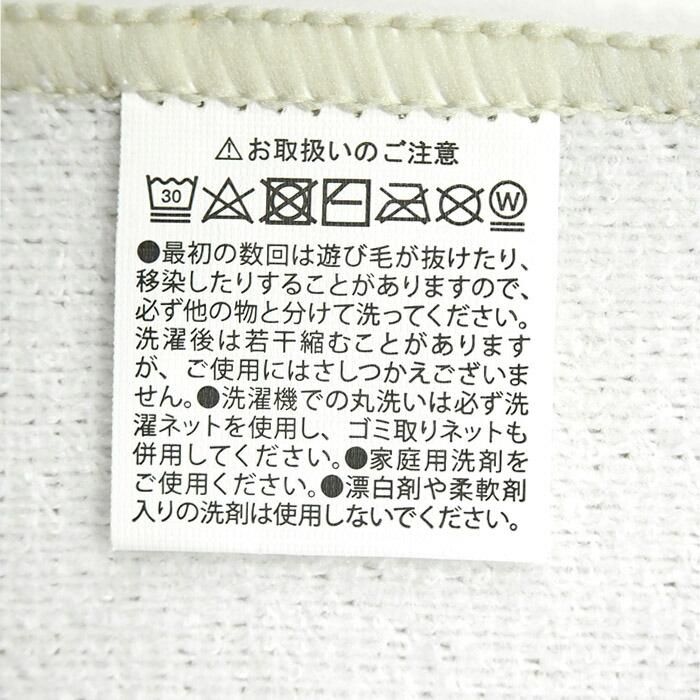 ⚠お取扱いのご注意
30 W
●最初の数回は遊び毛が抜けたり、
移染したりすることがありますので、
必ず他の物と分けて洗ってください。
洗濯後は若干縮むことがあります
が、ご使用にはさしつかえございま
せん。●洗濯機での丸洗いは必ず洗
濯ネットを使用し、ゴミ取りネットも
併用してください。●家庭用洗剤を
ご使用ください。●漂白剤や柔軟剤
入りの洗剤は使用しないでください。